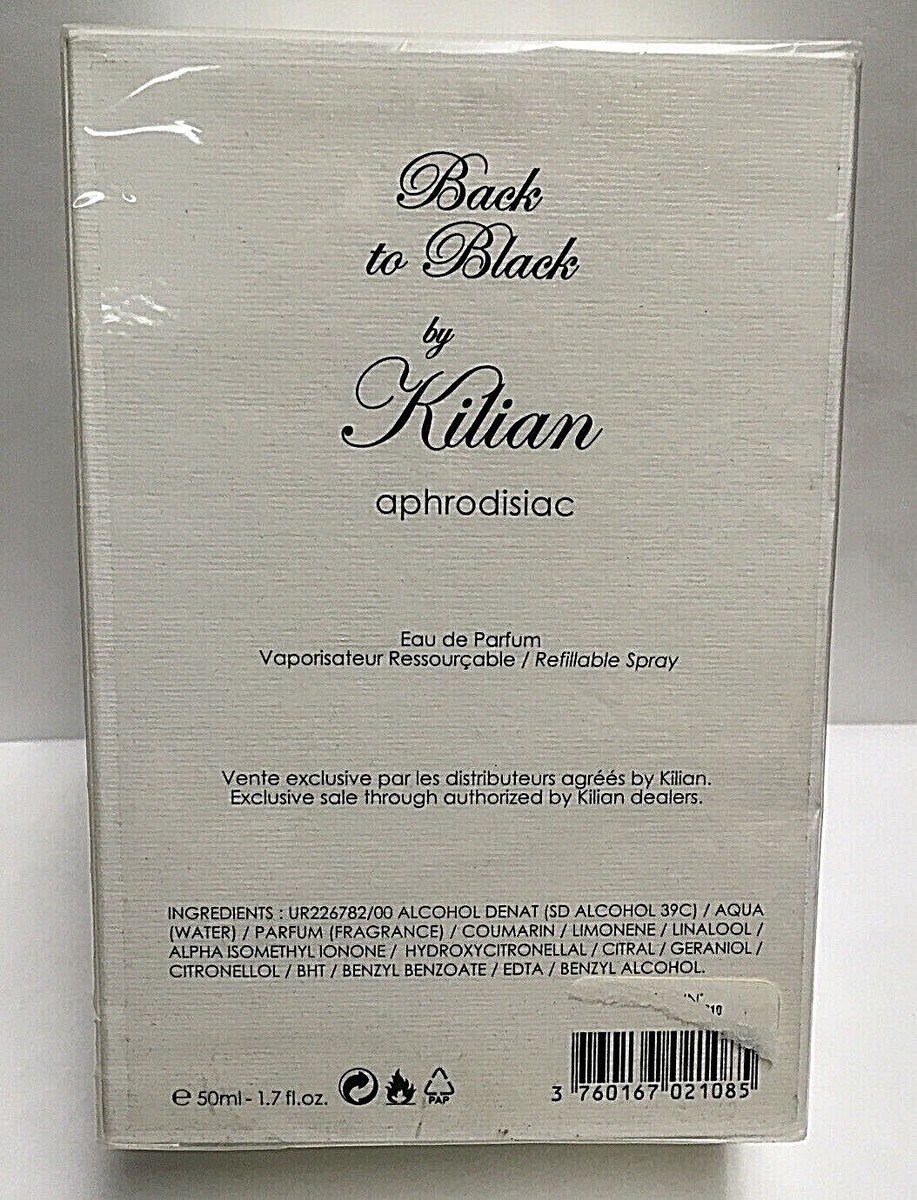 Back
to Black
by
Kilian
aphrodisiac
Eau de Parfum
Vaporisateur Ressourçable / Refillable Spray
Vente exclusive par les distributeurs agréés by Kilian.
Exclusive sale through authorized by Kilian dealers.
INGREDIENTS : UR226782/00 ALCOHOL DENAT (SD ALCOHOL 39C) / AQUA
(WATER) / PARFUM (FRAGRANCE) / COUMARIN / LIMONENE / LINALOOL /
ALPHA ISOMETHYL IONONE / HYDROXYCITRONELLAL / CITRAL / GERANIOL /
CITRONELLOL / BHT / BENZYL BENZOATE / EDTA / BENZYL ALCOHOL.
e 50ml - 1.7 fl.oz.
PAP
3 760167 021085